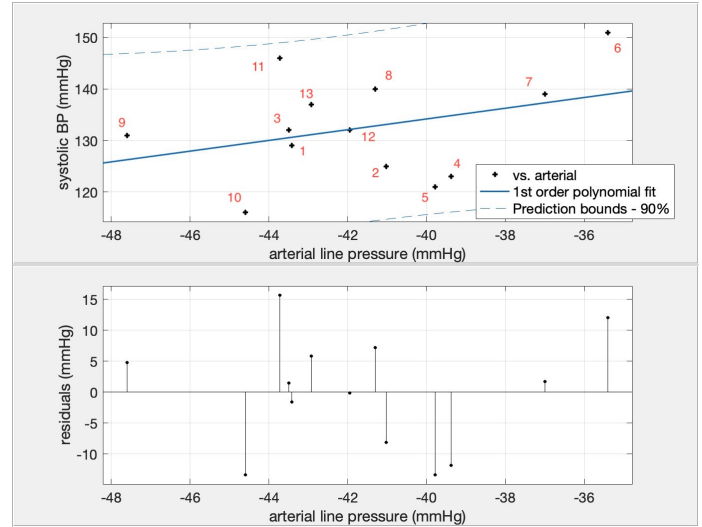 150
140
130
120
systolic BP (mmHg)
11
6
13
8
7
9
3
12
1
2
4
5
10
vs. arterial
1st order polynomial fit
Prediction bounds - 90%
-48 -46 -44 -42 -40 -38 -36
arterial line pressure (mmHg)
15
10
5
0
-5
-10
residuals (mmHg)
-48 -46 -44 -42 -40 -38 -36
arterial line pressure (mmHg)